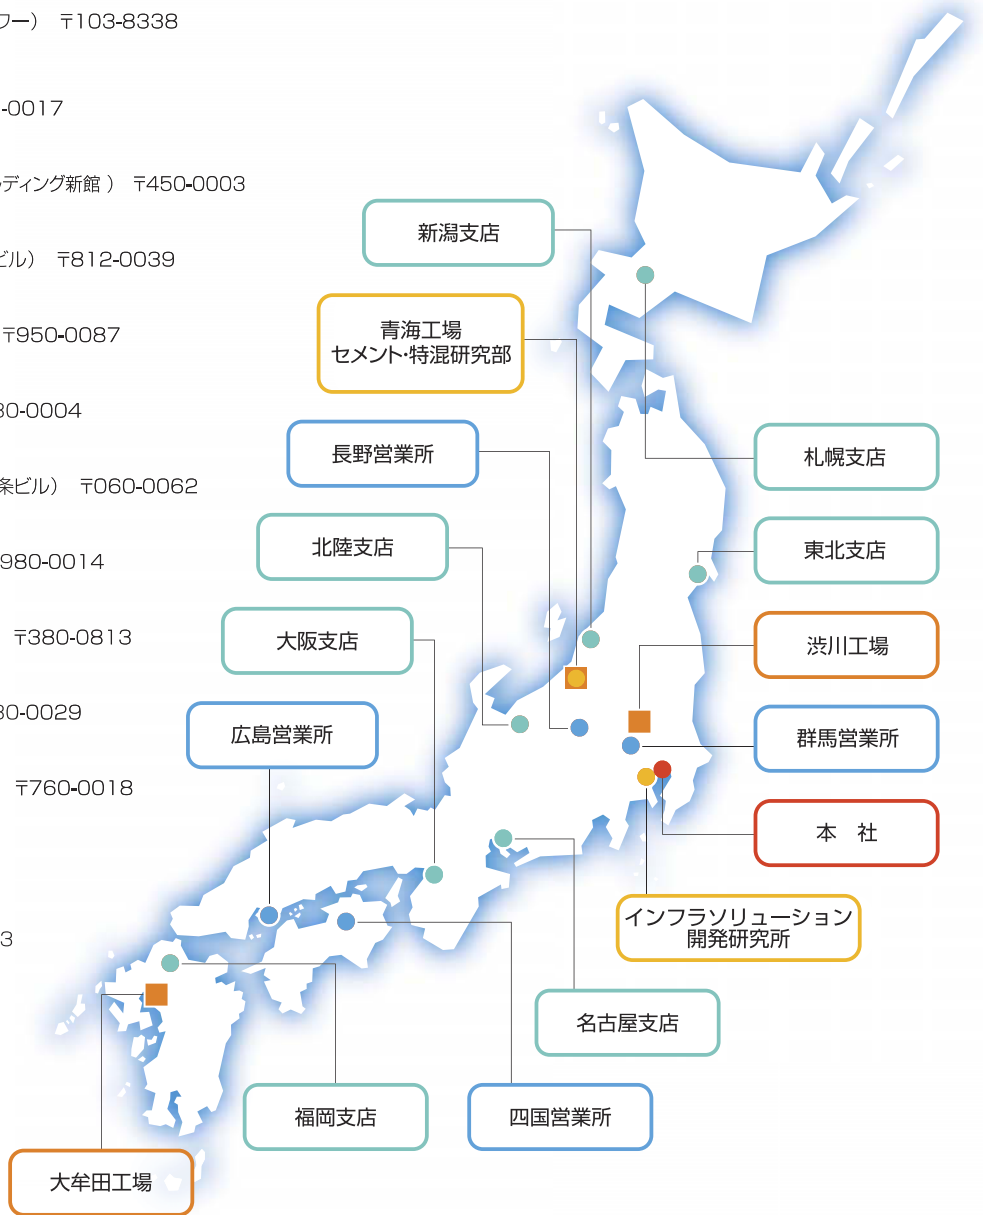 ワー） 〒103-8338
-0017
ディング新館 ） 〒450-0003
ビル） 〒812-0039
〒950-0087
30-0004
条ビル） 〒060-0062
980-0014
〒380-0813
30-0029
〒760-0018
3
新潟支店
青海工場
セメント・特混研究部
長野営業所
北陸支店
大阪支店
広島営業所
札幌支店
東北支店
渋川工場
群馬営業所
本　社
インフラソリューション
開発研究所
名古屋支店
福岡支店
四国営業所
大牟田工場